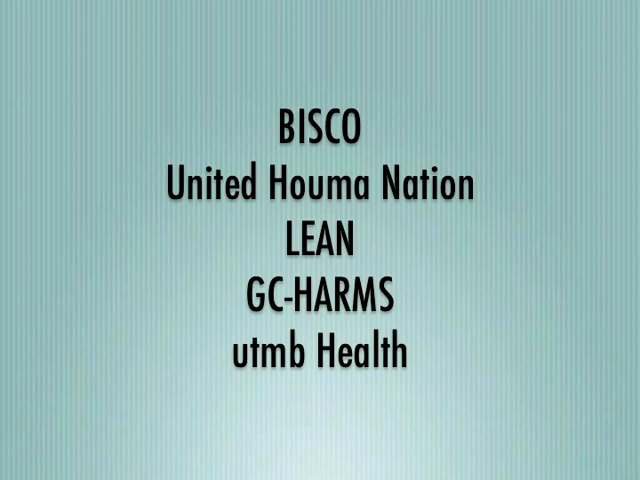 BISCO
United Houma Nation
LEAN
GC-HARMS
utmb Health